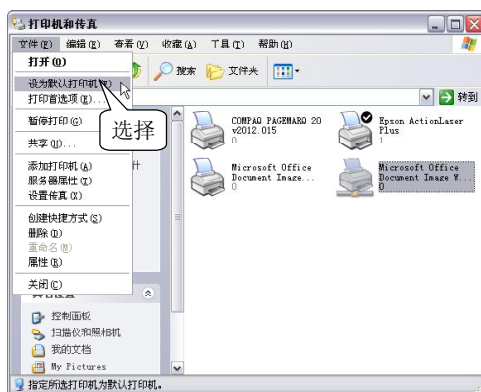 打印机和传真
文件(F) 编辑(E) 查看(V) 收藏(A) 工具(T) 帮助(H)
打开(O)
设为默认打印机(F)
打印首选项(E)...
暂停打印(G)
共享(H)...
添加打印机(A)
服务器属性(T)
设置传真(X)
创建快捷方式(S)
删除(D)
重命名(M)
属性(R)
关闭(C)
选择
搜索 文件夹
转到
COMPAQ PAGEMARQ 20
v2012.015
0
Epson ActionLaser
Plus
1
Microsoft Office
Document Image...
0
Microsoft Office
Document Image W...
0
控制面板
扫描仪和照相机
我的文档
My Pictures
指定所选打印机为默认打印机。